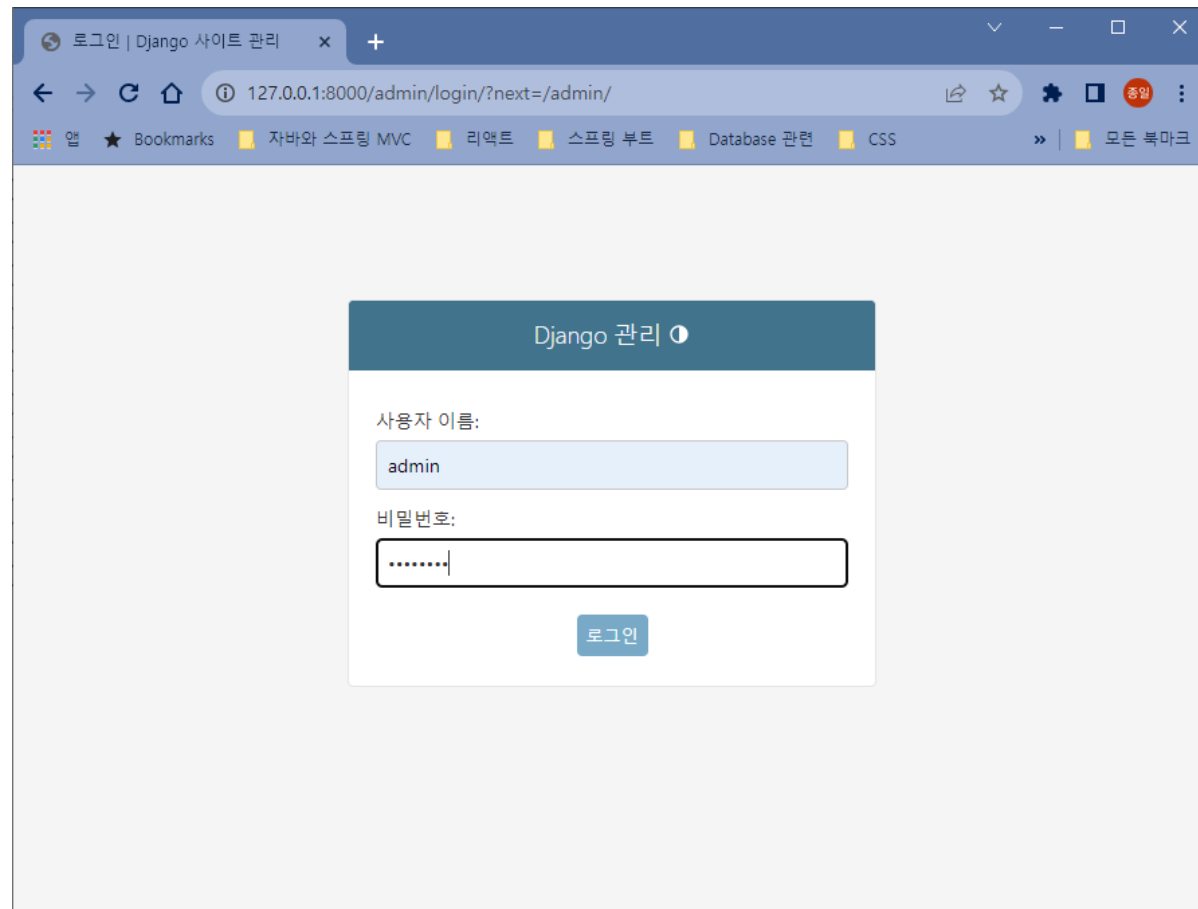 로그인 | Django 사이트 관리
127.0.0.1:8000/admin/login/?next=/admin/
종일
앱 Bookmarks 자바와 스프링 MVC 리액트 스프링 부트 Database 관련 CSS » 모든 북마크
Django 관리
사용자 이름:
admin
비밀번호:
••••••••
로그인